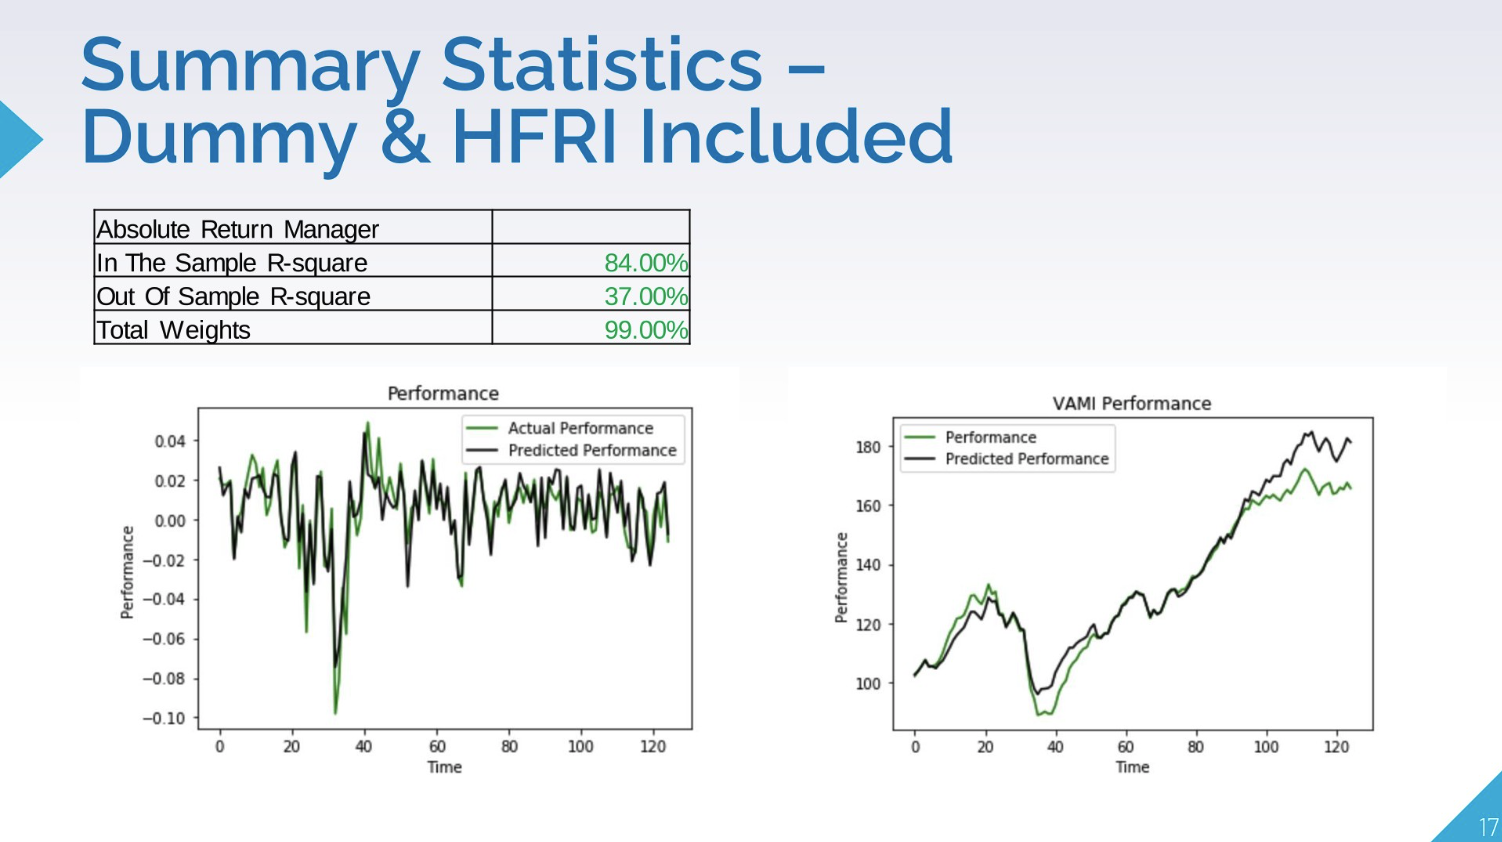 Summary Statistics –
Dummy & HFRI Included
Absolute Return Manager
In The Sample R-square 84.00%
Out Of Sample R-square 37.00%
Total Weights 99.00%
Performance
Actual Performance
Predicted Performance
0.04
0.02
0.00
−0.02
−0.04
−0.06
−0.08
−0.10
Performance
0 20 40 60 80 100 120
Time
VAMI Performance
Performance
Predicted Performance
180
160
140
120
100
Performance
0 20 40 60 80 100 120
Time
17